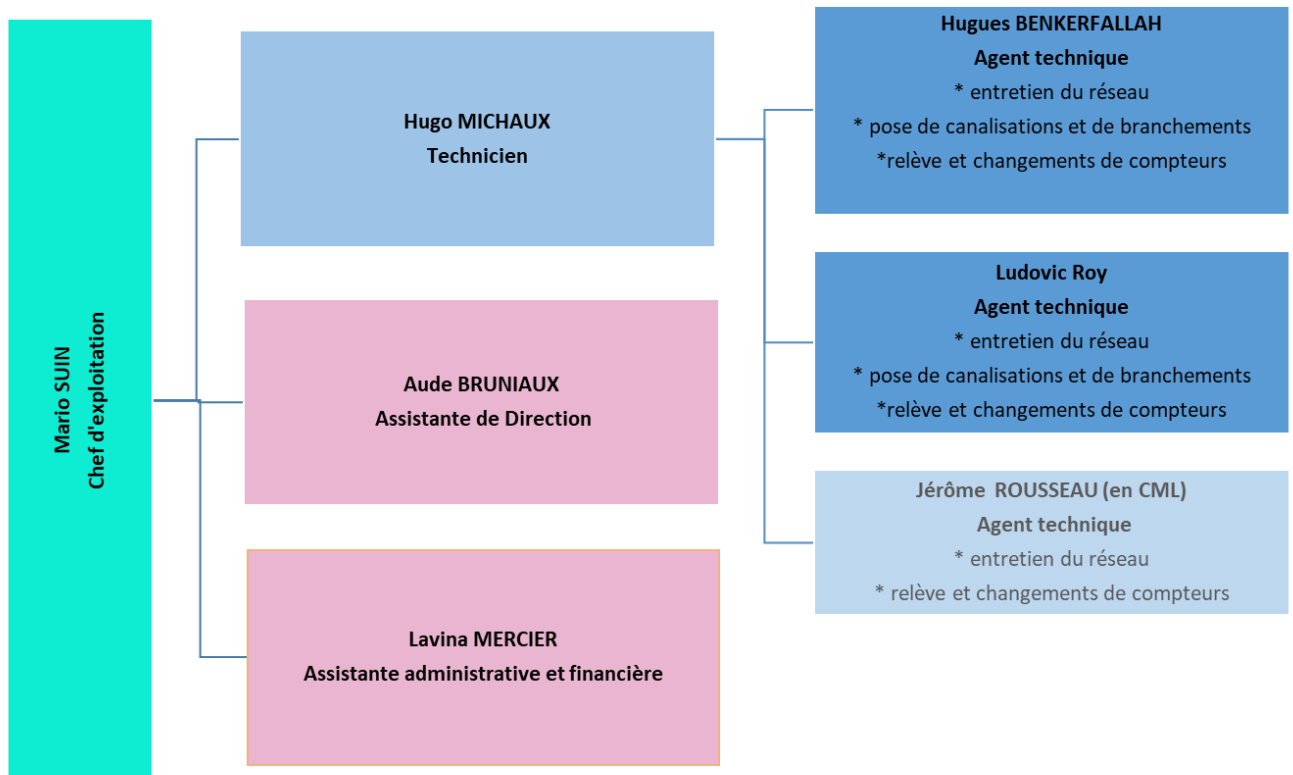 Mario SUIN
Chef d'exploitation
Hugo MICHAUX
Technicien
Aude BRUNIAUX
Assistante de Direction
Lavina MERCIER
Assistante administrative et financière
Hugues BENKERFALLAH
Agent technique
* entretien du réseau
* pose de canalisations et de branchements
*relève et changements de compteurs
Ludovic Roy
Agent technique
* entretien du réseau
* pose de canalisations et de branchements
*relève et changements de compteurs
Jérôme ROUSSEAU (en CML)
Agent technique
* entretien du réseau
* relève et changements de compteurs